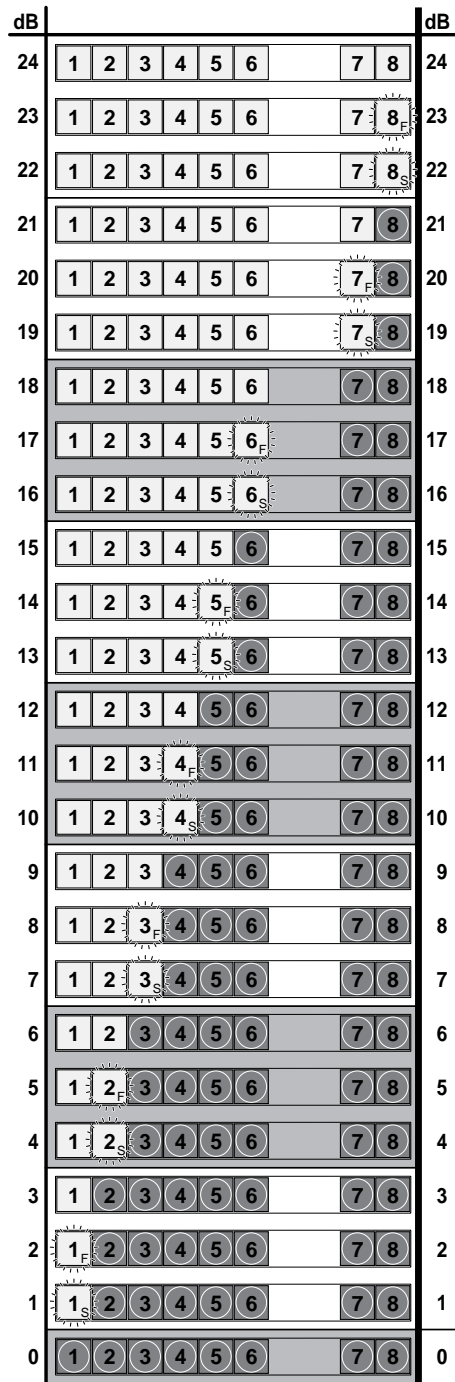 dB dB
24 1 2 3 4 5 6 7 8 24
23 1 2 3 4 5 6 7 8F 23
22 1 2 3 4 5 6 7 8S 22
21 1 2 3 4 5 6 7 8 21
20 1 2 3 4 5 6 7F 8 20
19 1 2 3 4 5 6 7S 8 19
18 1 2 3 4 5 6 7 8 18
17 1 2 3 4 5 6F 7 8 17
16 1 2 3 4 5 6S 7 8 16
15 1 2 3 4 5 6 7 8 15
14 1 2 3 4 5F 6 7 8 14
13 1 2 3 4 5S 6 7 8 13
12 1 2 3 4 5 6 7 8 12
11 1 2 3 4F 5 6 7 8 11
10 1 2 3 4S 5 6 7 8 10
9 1 2 3 4 5 6 7 8 9
8 1 2 3F 4 5 6 7 8 8
7 1 2 3S 4 5 6 7 8 7
6 1 2 3 4 5 6 7 8 6
5 1 2F 3 4 5 6 7 8 5
4 1 2S 3 4 5 6 7 8 4
3 1 2 3 4 5 6 7 8 3
2 1F 2 3 4 5 6 7 8 2
1 1S 2 3 4 5 6 7 8 1
0 1 2 3 4 5 6 7 8 0